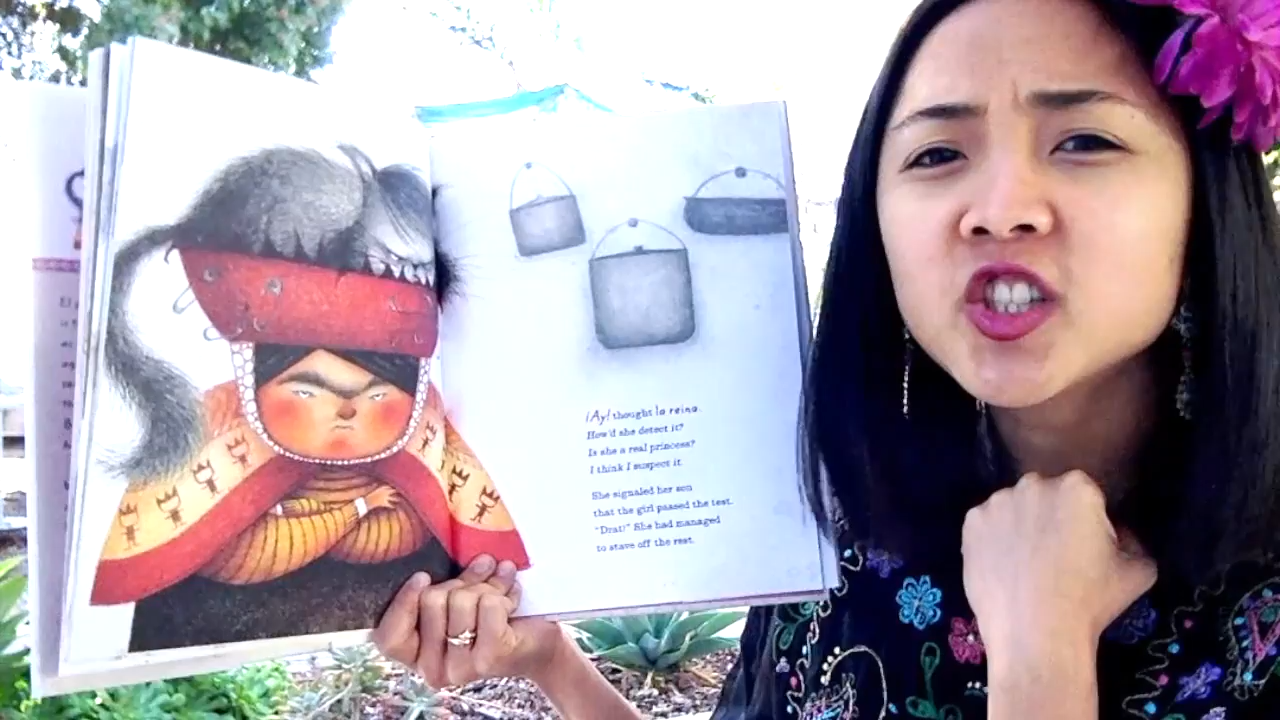 ¡Ay! thought la reina.
How'd she detect it?
Is she a real princess?
I think I suspect it.
She signaled her son
that the girl passed the test.
"Drat!" She had managed
to stave off the rest.